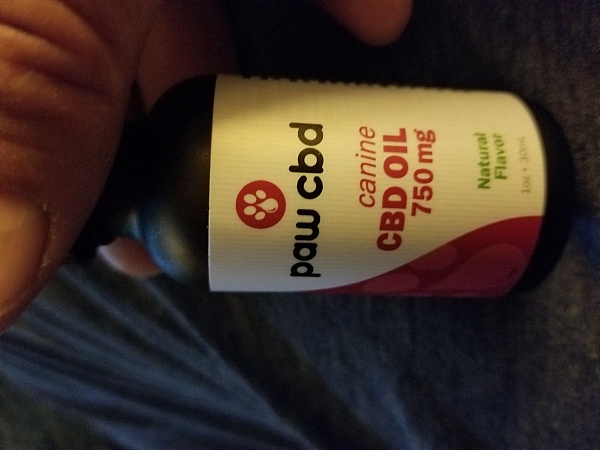 paw cbd
canine
CBD OIL
750 mg
Natural
Flavor
1oz • 30mL